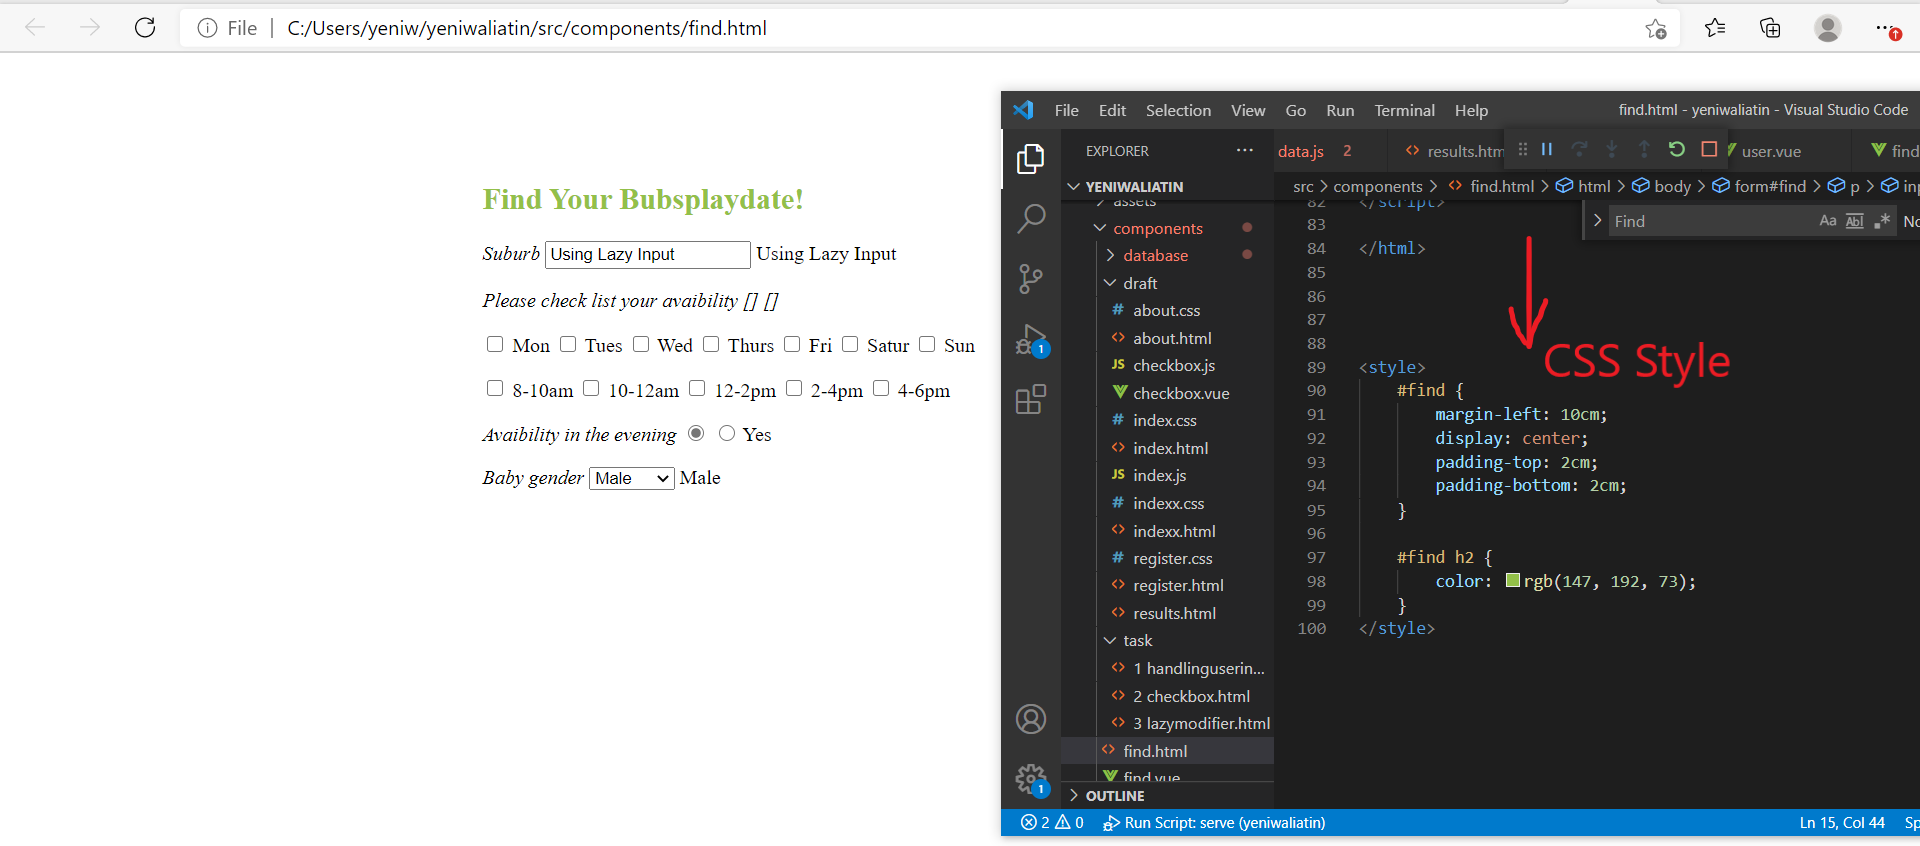 File | C:/Users/yeniw/yeniwaliatin/src/components/find.html
Find Your Bubsplaydate!
Suburb Using Lazy Input Using Lazy Input
Please check list your avaibility [] []
Mon Tues Wed Thurs Fri Satur Sun
8-10am 10-12am 12-2pm 2-4pm 4-6pm
Avaibility in the evening Yes
Baby gender Male Male
File Edit Selection View Go Run Terminal Help find.html - yeniwaliatin - Visual Studio Code
EXPLORER ···
data.js 2 results.htm user.vue find
YENIWALIATIN
src > components > find.html > html > body > form#find > p > inp
assets
components
database
draft
about.css
about.html
JS checkbox.js
checkbox.vue
index.css
index.html
JS index.js
indexx.css
indexx.html
register.css
register.html
results.html
task
1 handlinguserin...
2 checkbox.html
3 lazymodifier.html
find.html
find.vue
OUTLINE
1
1
Find Aa Abl .* No
82 </script>
83
84 </html>
85
86
87
88
CSS Style
89 <style>
90 #find {
91 margin-left: 10cm;
92 display: center;
93 padding-top: 2cm;
94 padding-bottom: 2cm;
95 }
96
97 #find h2 {
98 color: rgb(147, 192, 73);
99 }
100 </style>
2 0 Run Script: serve (yeniwaliatin) Ln 15, Col 44 Sp